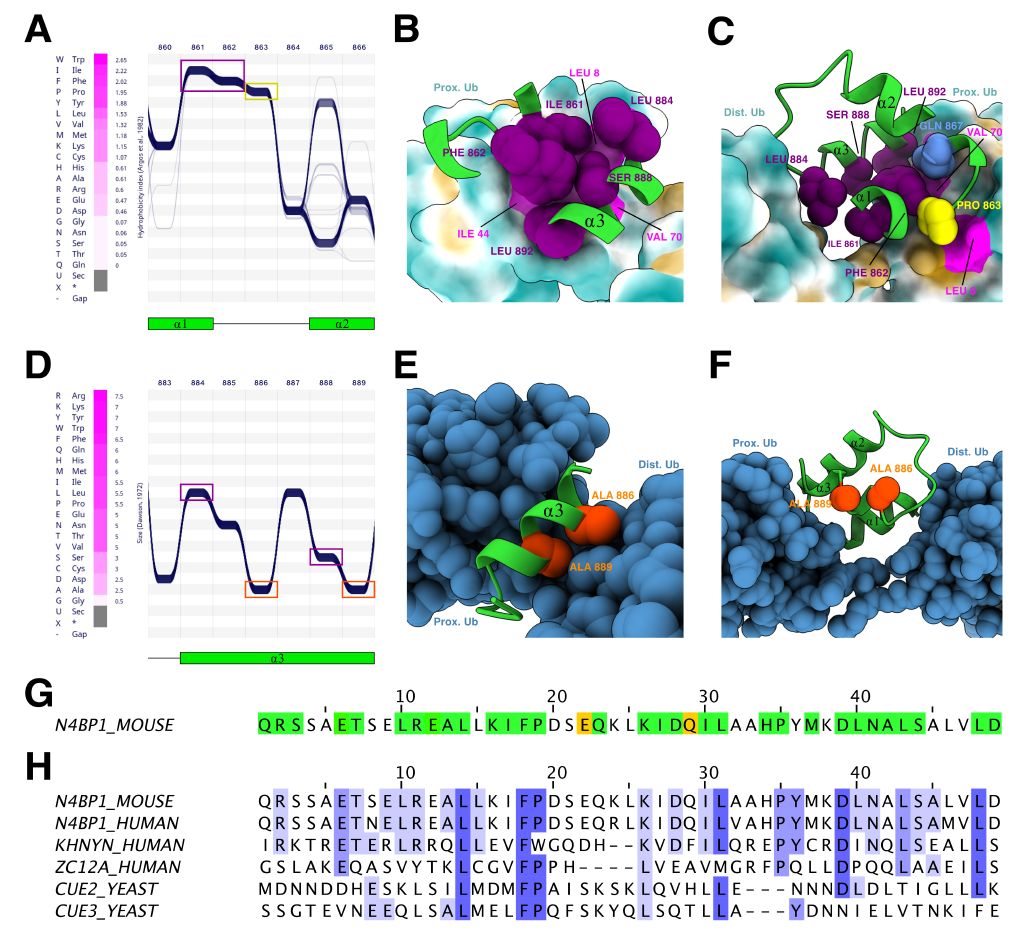 A
860 861 862 863 864 865 866
W Trp 2.65
I Ile 2.22
F Phe 2.02
P Pro 1.95
Y Tyr 1.88
L Leu 1.53
V Val 1.32
M Met 1.18
K Lys 1.15
C Cys 1.07
H His 0.61
A Ala 0.61
R Arg 0.6
E Glu 0.47
D Asp 0.46
G Gly 0.07
N Asn 0.06
S Ser 0.05
T Thr 0.05
Q Gln 0
U Sec
X *
- Gap
Hydrophobicity index (Argos et al., 1982)
α1 α2
B
Prox. Ub
LEU 8
ILE 861
LEU 884
PHE 862
SER 888
α3
ILE 44
VAL 70
LEU 892
C
Dist. Ub
Prox. Ub
α2
LEU 892
SER 888
GLN 867
VAL 70
α3
LEU 884
α1
PRO 863
ILE 861
PHE 862
LEU 8
D
883 884 885 886 887 888 889
R Arg 7.5
K Lys 7
Y Tyr 7
W Trp 7
F Phe 6.5
Q Gln 6
H His 6
M Met 6
I Ile 5.5
L Leu 5.5
P Pro 5.5
E Glu 5
N Asn 5
T Thr 5
V Val 5
S Ser 3
C Cys 3
D Asp 2.5
A Ala 2.5
G Gly 0.5
U Sec
X *
- Gap
Size (Dawson, 1972)
α3
E
Dist. Ub
ALA 886
α3
ALA 889
Prox. Ub
F
Prox. Ub
α2
Dist. Ub
ALA 886
α3
ALA 889
α1
G
10 20 30 40
N4BP1_MOUSE QRSSAETSELREALLKIFPDSEQKLKIDQILAAHPYMKDLNALSALVLD
H
10 20 30 40
N4BP1_MOUSE QRSSAETSELREALLKIFPDSEQKLKIDQILAAHPYMKDLNALSALVLD
N4BP1_HUMAN QRSSAETNELREALLKIFPDSEQRLKIDQILVAHPYMKDLNALSAMVLD
KHNYN_HUMAN IRKTRETERLRRQLLEVFWGQDH--KVDFILQREPYCRDINQLSEALLS
ZC12A_HUMAN GSLAKEQASVYTKLCGVFPPH----LVEAVMGRFPQLLDPQQLAAEILS
CUE2_YEAST MDNNDDHESKLSILMDMFPAISKSKLQVHLLE---NNNDLDLTIGLLLK
CUE3_YEAST SSGTEVNEEQLSALMELFPQFSKYQLSQTLLA---YDNNIELVTNKIFE